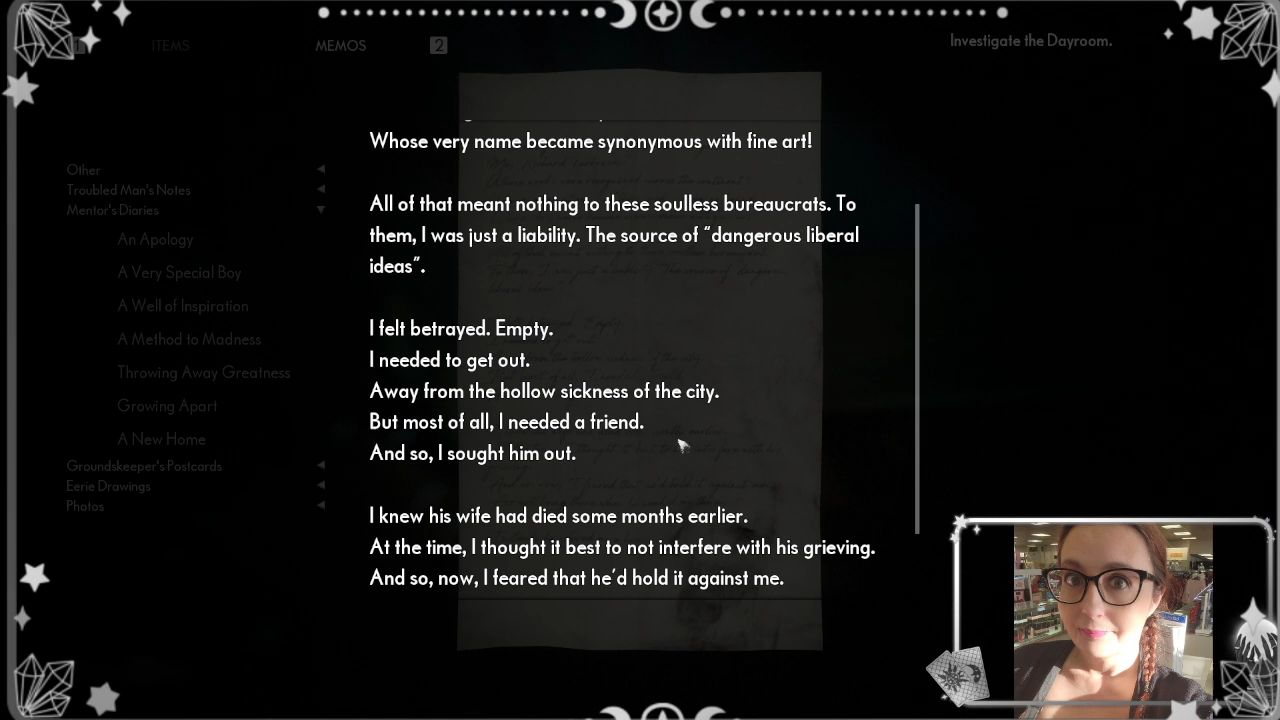 1
ITEMS
MEMOS
2
Investigate the Dayroom.
Other
Troubled Man's Notes
Mentor's Diaries
An Apology
A Very Special Boy
A Well of Inspiration
A Method to Madness
Throwing Away Greatness
Growing Apart
A New Home
Groundskeeper's Postcards
Eerie Drawings
Photos
Whose very name became synonymous with fine art!
All of that meant nothing to these soulless bureaucrats. To
them, I was just a liability. The source of “dangerous liberal
ideas”.
I felt betrayed. Empty.
I needed to get out.
Away from the hollow sickness of the city.
But most of all, I needed a friend.
And so, I sought him out.
I knew his wife had died some months earlier.
At the time, I thought it best to not interfere with his grieving.
And so, now, I feared that he'd hold it against me.